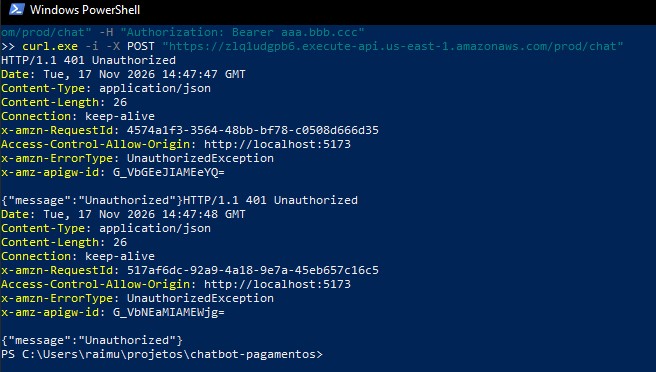 Windows PowerShell
om/prod/chat" -H "Authorization: Bearer aaa.bbb.ccc"
>> curl.exe -i -X POST "https://zlq1udgpb6.execute-api.us-east-1.amazonaws.com/prod/chat"
HTTP/1.1 401 Unauthorized
Date: Tue, 17 Nov 2026 14:47:47 GMT
Content-Type: application/json
Content-Length: 26
Connection: keep-alive
x-amzn-RequestId: 4574a1f3-3564-48bb-bf78-c0508d666d35
Access-Control-Allow-Origin: http://localhost:5173
x-amzn-ErrorType: UnauthorizedException
x-amz-apigw-id: G_VbGEeJIAMEeYQ=

{"message":"Unauthorized"}HTTP/1.1 401 Unauthorized
Date: Tue, 17 Nov 2026 14:47:48 GMT
Content-Type: application/json
Content-Length: 26
Connection: keep-alive
x-amzn-RequestId: 517af6dc-92a9-4a18-9e7a-45eb657c16c5
Access-Control-Allow-Origin: http://localhost:5173
x-amzn-ErrorType: UnauthorizedException
x-amz-apigw-id: G_VbNEaMIAMEWjg=

{"message":"Unauthorized"}
PS C:\Users\raimu\projetos\chatbot-pagamentos>